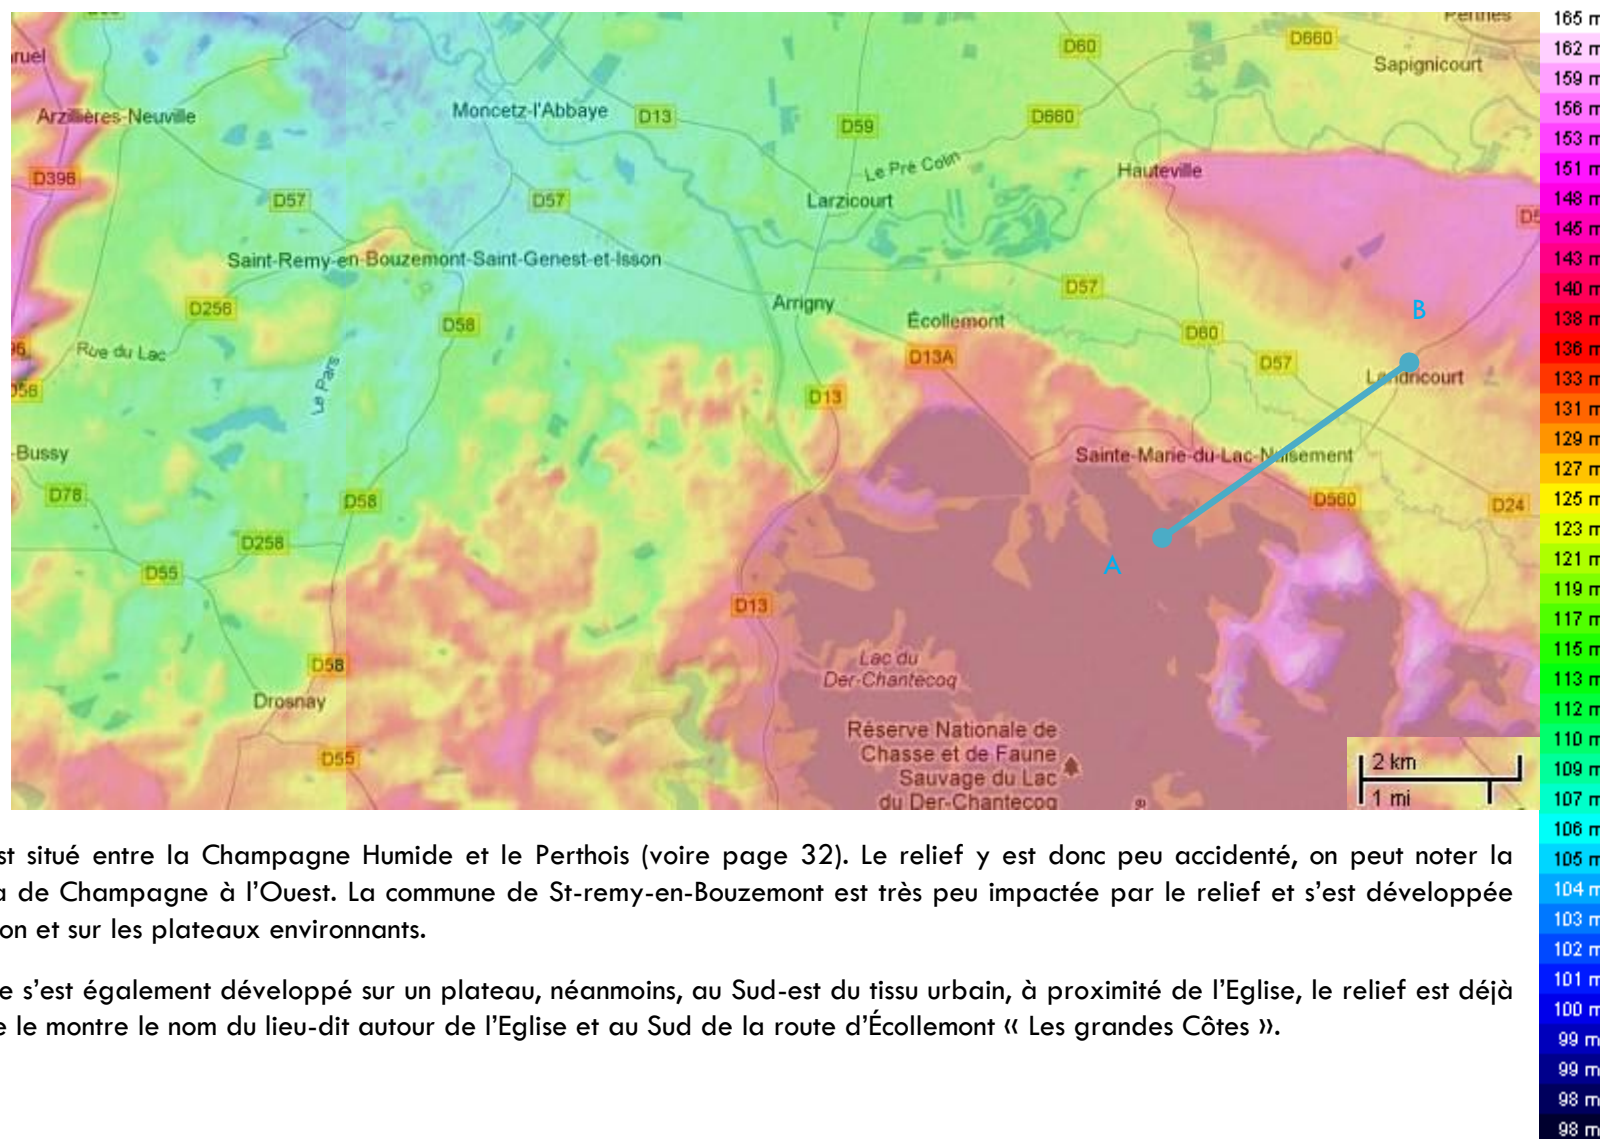 Perthes
D60
D660
Sapignicourt
Arzillières-Neuville
Moncetz-l'Abbaye
D13
D59
D660
Le Pré Colin
Hauteville
D396
D57
D57
Larzicourt
Saint-Remy-en-Bouzemont-Saint-Genest-et-Isson
D57
D256
D58
Arrigny
Écollemont
B
D60
Rue du Lac
D13A
D57
Landricourt
Le Pars
D13
-Bussy
Sainte-Marie-du-Lac-Nuisement
D78
D58
D560
D24
D258
A
D55
D13
D58
Lac du
Der-Chantecoq
Drosnay
Réserve Nationale de
Chasse et de Faune
Sauvage du Lac
du Der-Chantecoq
D55
2 km
1 mi
165 m
162 m
159 m
156 m
153 m
151 m
148 m
145 m
143 m
140 m
138 m
136 m
133 m
131 m
129 m
127 m
125 m
123 m
121 m
119 m
117 m
115 m
113 m
112 m
110 m
109 m
107 m
106 m
105 m
104 m
103 m
102 m
101 m
100 m
99 m
99 m
98 m
98 m
st situé entre la Champagne Humide et le Perthois (voire page 32). Le relief y est donc peu accidenté, on peut noter la
a de Champagne à l'Ouest. La commune de St-remy-en-Bouzemont est très peu impactée par le relief et s'est développée
on et sur les plateaux environnants.
e s'est également développé sur un plateau, néanmoins, au Sud-est du tissu urbain, à proximité de l'Eglise, le relief est déjà
e le montre le nom du lieu-dit autour de l'Eglise et au Sud de la route d'Écollemont « Les grandes Côtes ».